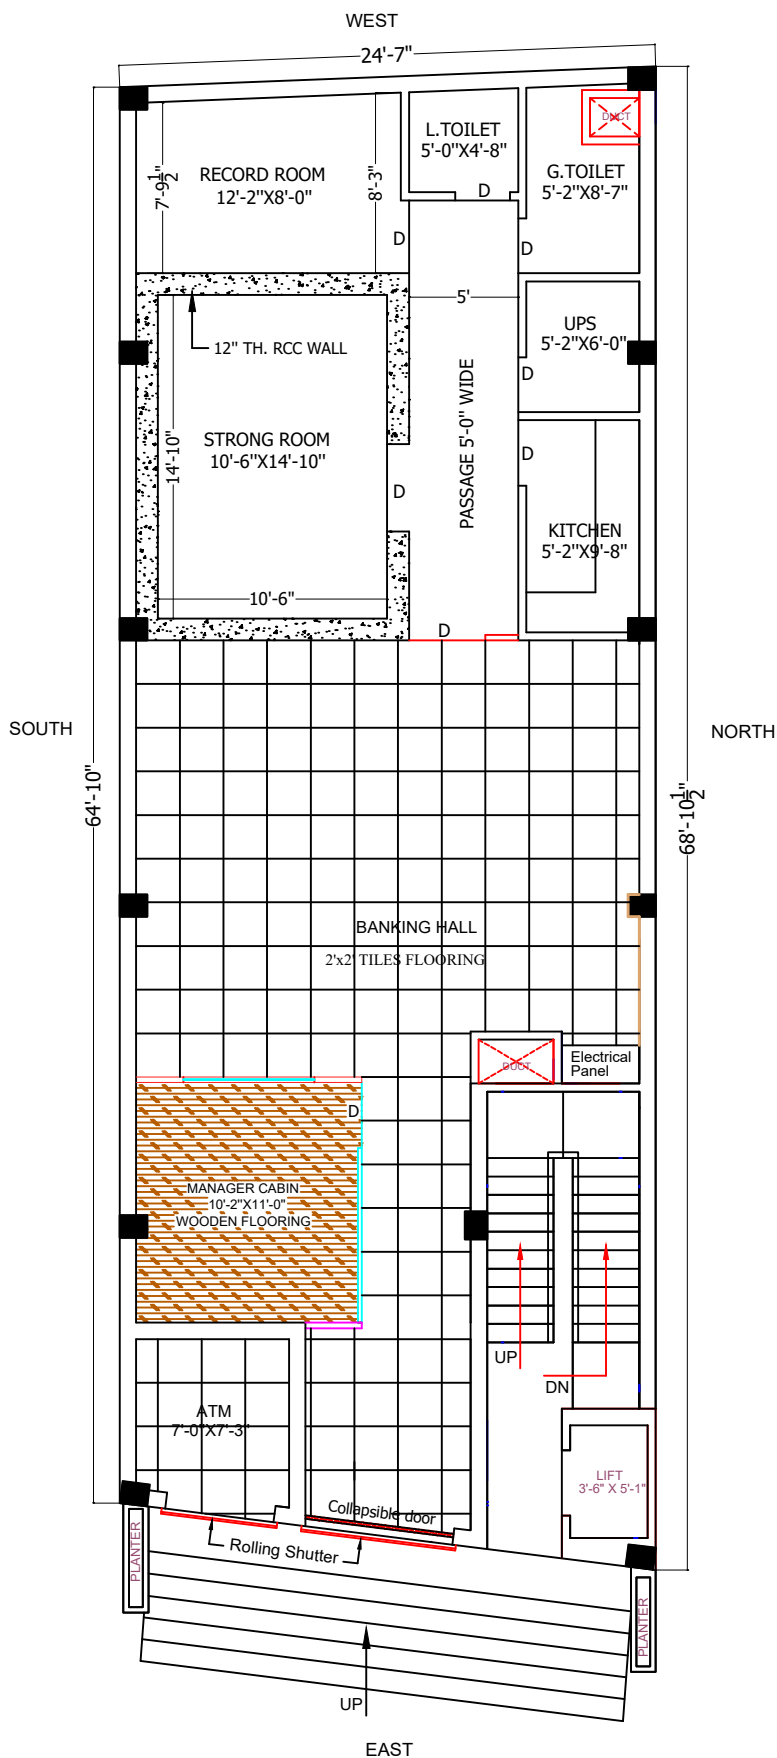 WEST
24'-7"
DUCT
L.TOILET
5'-0"X4'-8"
RECORD ROOM
12'-2"X8'-0"
G.TOILET
5'-2"X8'-7"
7'-9½"
8'-3"
D
D
D
5'
UPS
5'-2"X6'-0"
12" TH. RCC WALL
D
PASSAGE 5'-0" WIDE
STRONG ROOM
10'-6"X14'-10"
14'-10"
D
D
KITCHEN
5'-2"X9'-8"
10'-6"
D
SOUTH
NORTH
64'-10"
68'-10½"
BANKING HALL
2'x2' TILES FLOORING
DUCT
Electrical
Panel
D
MANAGER CABIN
10'-2"X11'-0"
WOODEN FLOORING
UP
DN
ATM
7'-0"X7'-3"
LIFT
3'-6" X 5'-1"
Collapsible door
Rolling Shutter
PLANTER
PLANTER
UP
EAST